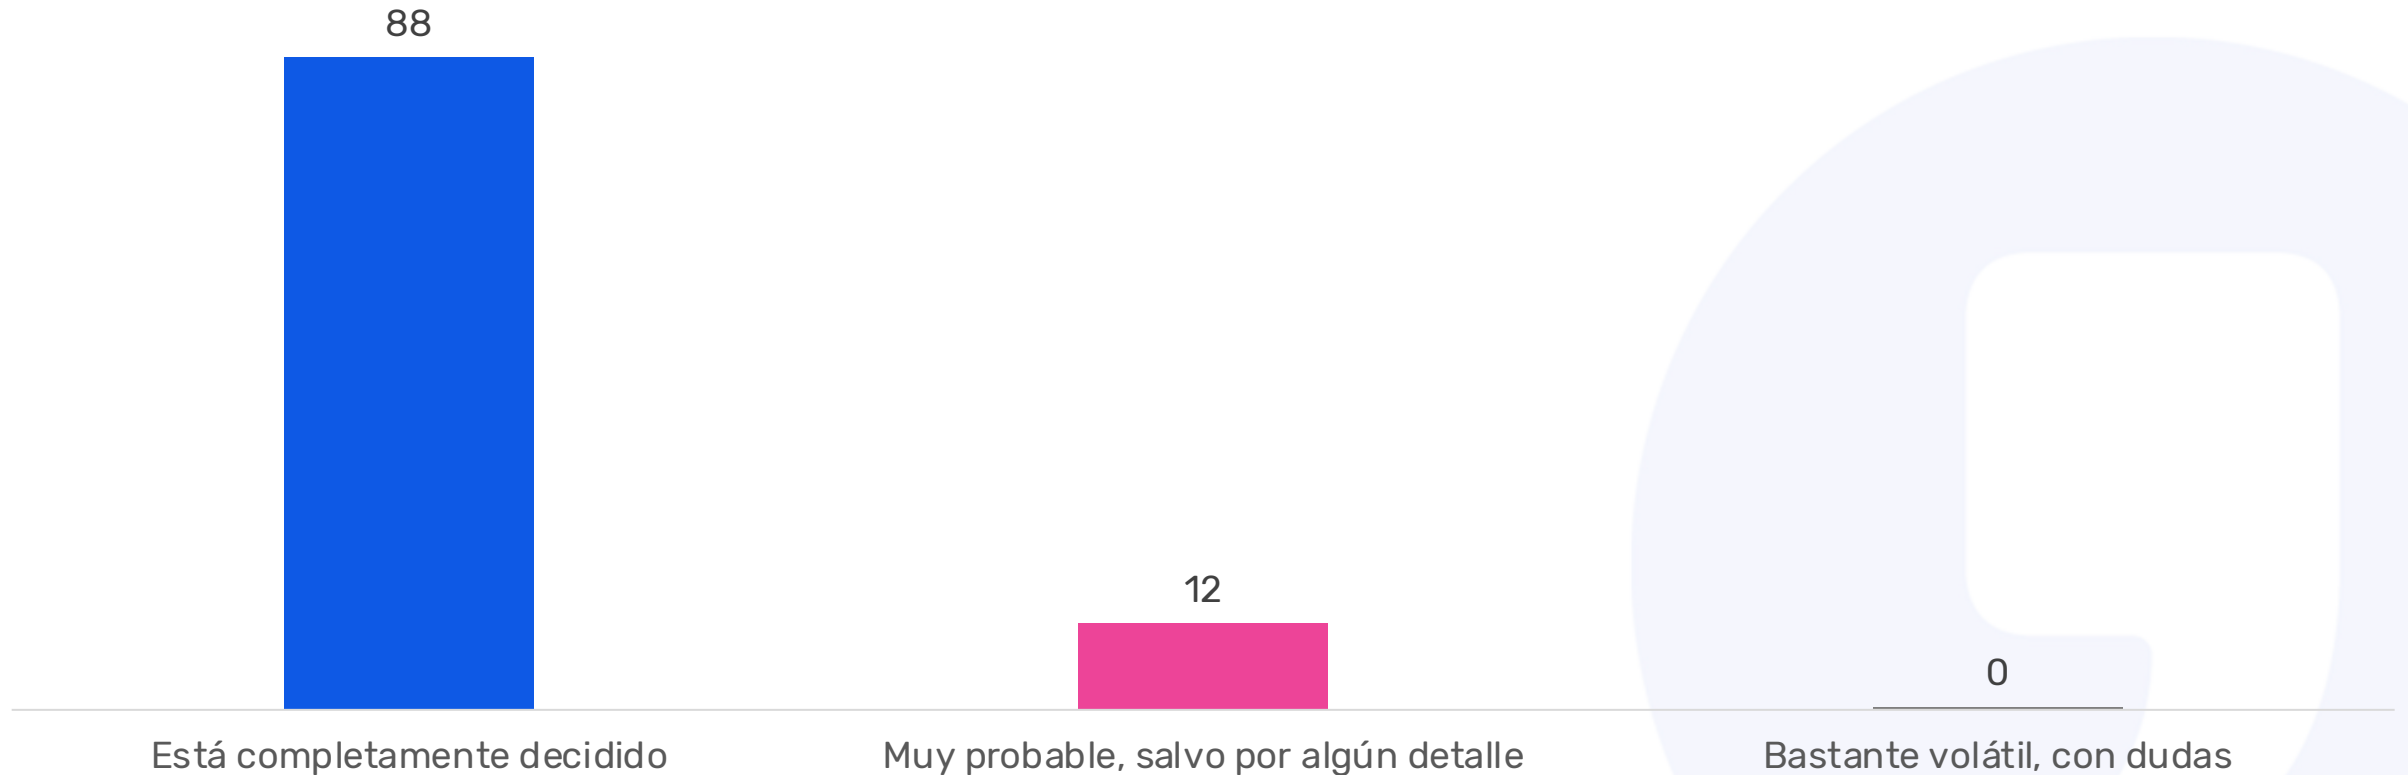 88
12
0
Está completamente decidido
Muy probable, salvo por algún detalle
Bastante volátil, con dudas